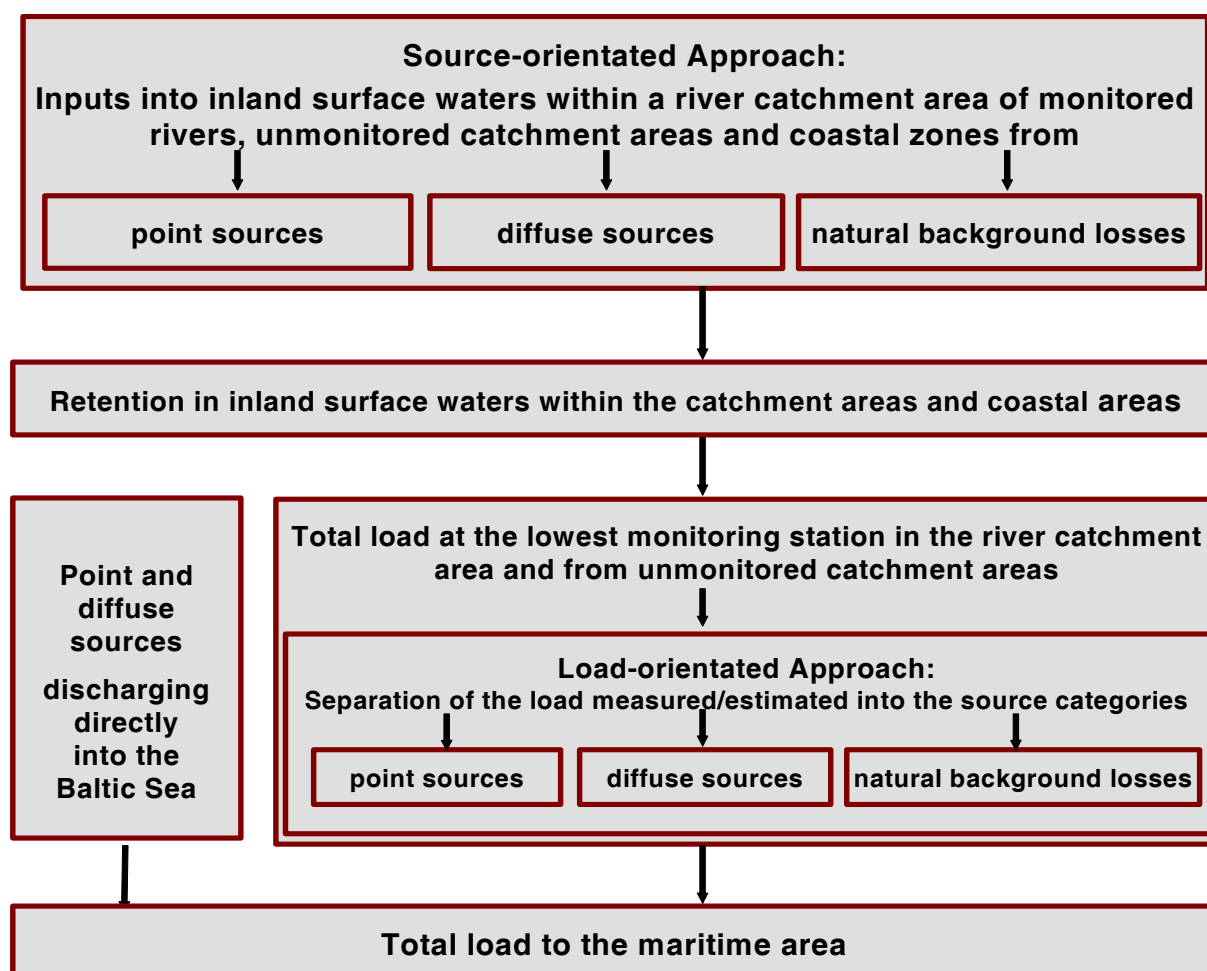 Source-orientated Approach:
Inputs into inland surface waters within a river catchment area of monitored
rivers, unmonitored catchment areas and coastal zones from
point sources
diffuse sources
natural background losses
Retention in inland surface waters within the catchment areas and coastal areas
Point and
diffuse
sources
discharging
directly
into the
Baltic Sea
Total load at the lowest monitoring station in the river catchment
area and from unmonitored catchment areas
Load-orientated Approach:
Separation of the load measured/estimated into the source categories
point sources
diffuse sources
natural background losses
Total load to the maritime area